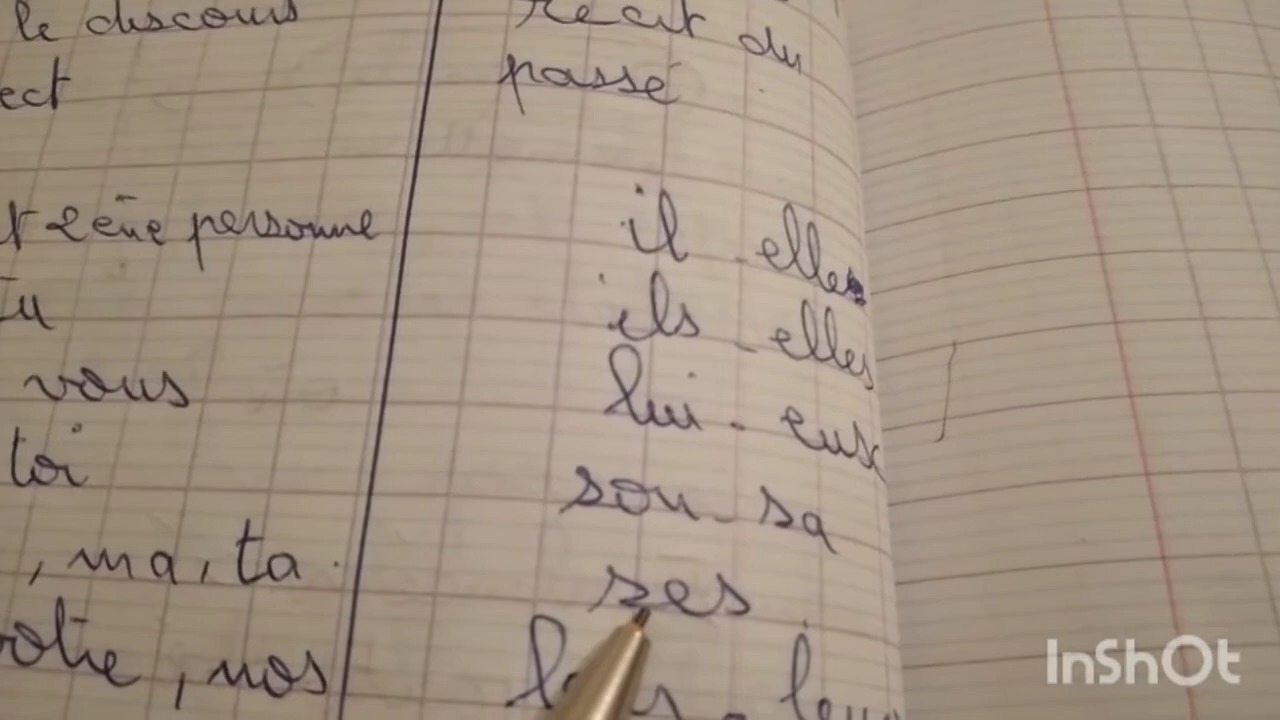 le discours
ect
récit du
passé
2ème personne
vous
toi
, ma, ta
, nos
il - elle
ils - elles
lui - eux
son - sa
ses
InShOt